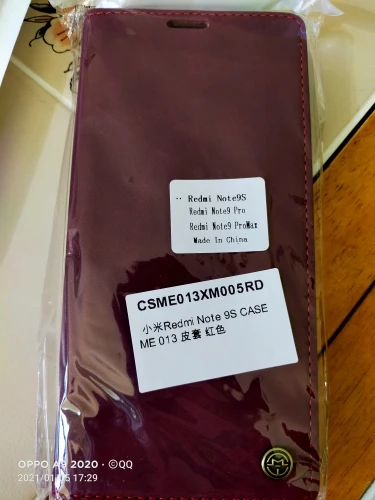 ·· Redmi Note9S
Redmi Note9 Pro
Redmi Note9 ProMax
Made In China
CSME013XM005RD
小米Redmi Note 9S CASE
ME 013 皮套 红色
OPPO A9 2020 · ©QQ
2021/01/05 17:29